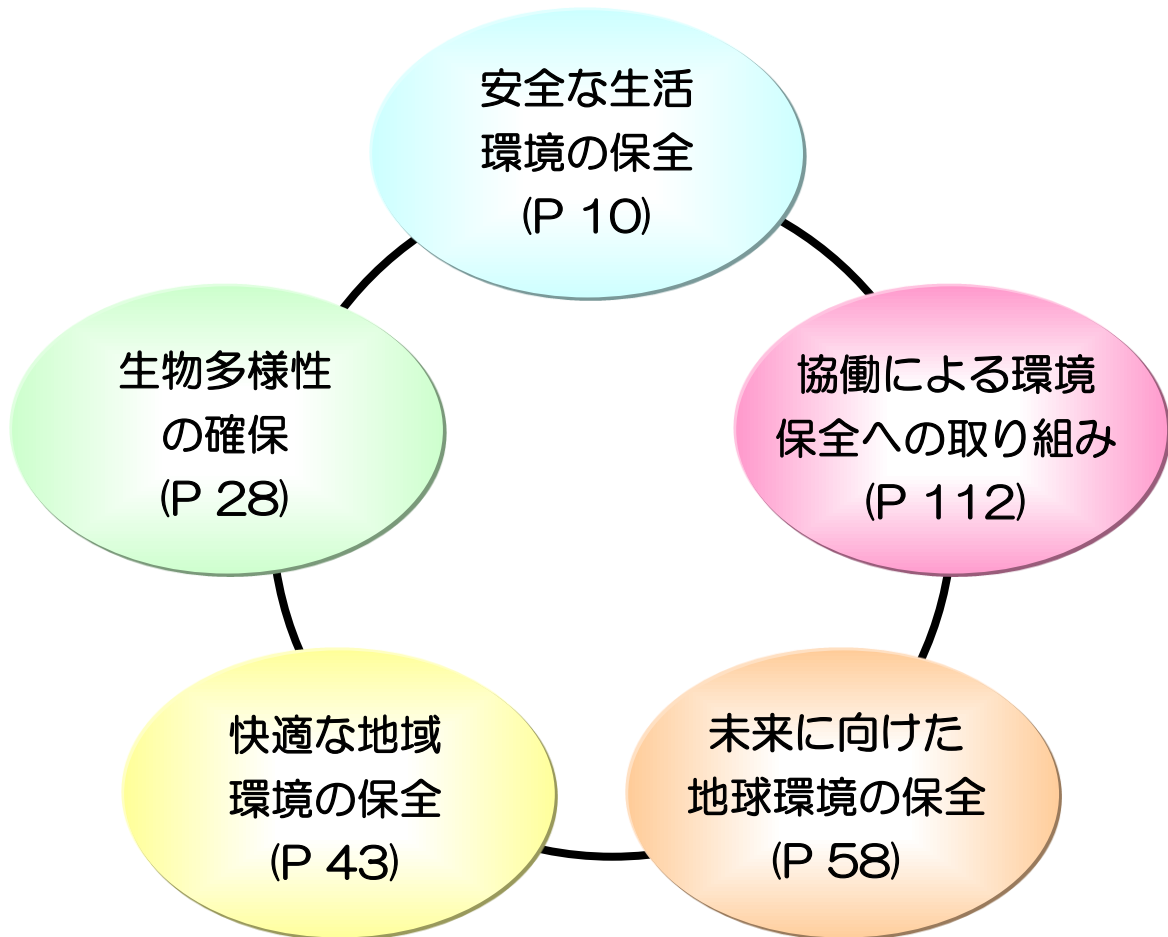 安全な生活
環境の保全
(P 10)
生物多様性
の確保
(P 28)
協働による環境
保全への取り組み
(P 112)
快適な地域
環境の保全
(P 43)
未来に向けた
地球環境の保全
(P 58)